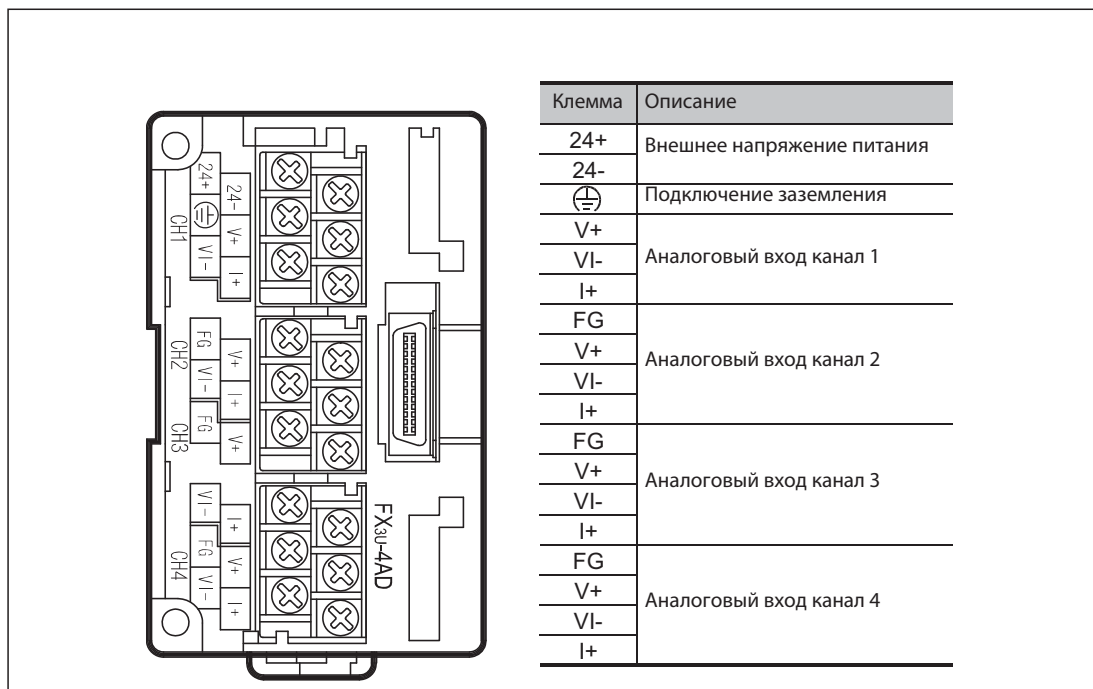 24+
24-
⏚
V+
CH1
VI-
I+
FG
V+
CH2
VI-
I+
FG
V+
CH3
VI-
I+
FG
V+
CH4
VI-
I+
FX3U-4AD
Клемма Описание
24+ Внешнее напряжение питания
24-
⏚ Подключение заземления
V+
VI- Аналоговый вход канал 1
I+
FG
V+ Аналоговый вход канал 2
VI-
I+
FG
V+ Аналоговый вход канал 3
VI-
I+
FG
V+ Аналоговый вход канал 4
VI-
I+